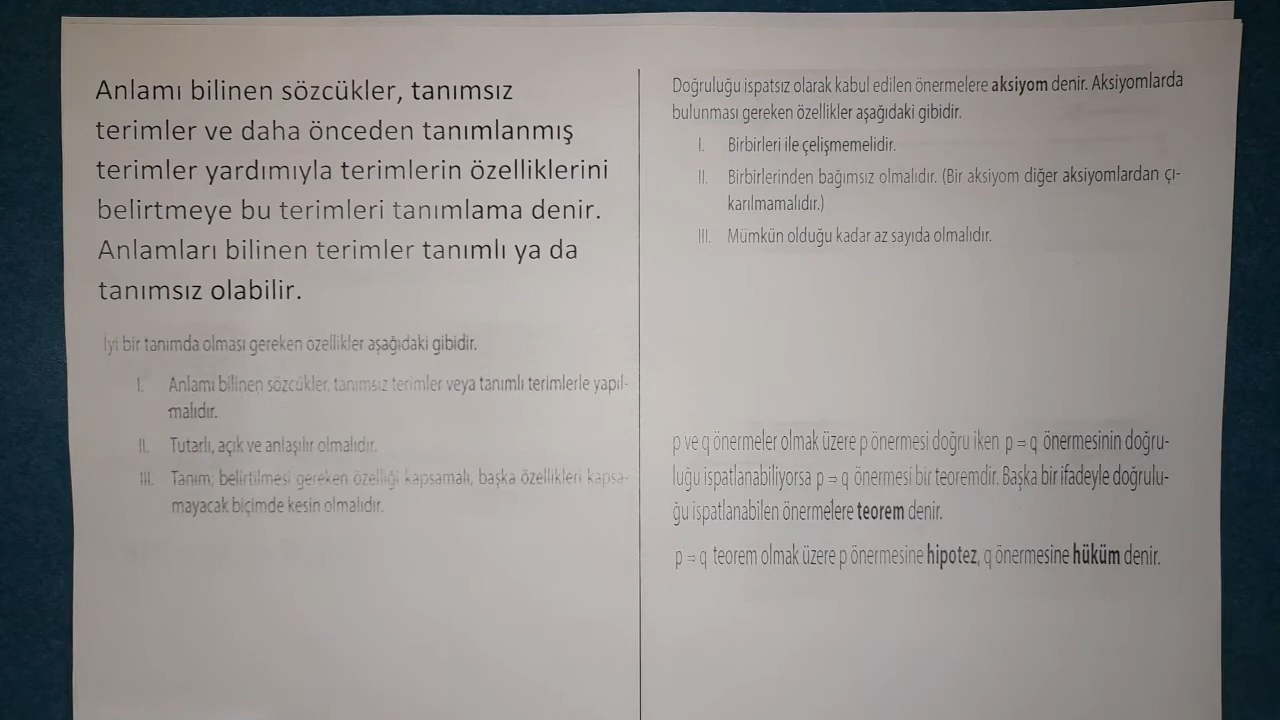 Anlamı bilinen sözcükler, tanımsız
terimler ve daha önceden tanımlanmış
terimler yardımıyla terimlerin özelliklerini
belirtmeye bu terimleri tanımlama denir.
Anlamları bilinen terimler tanımlı ya da
tanımsız olabilir.
İyi bir tanımda olması gereken özellikler aşağıdaki gibidir.
I. Anlamı bilinen sözcükler, tanımsız terimler veya tanımlı terimlerle yapıl-
malıdır.
II. Tutarlı, açık ve anlaşılır olmalıdır.
III. Tanım; belirtilmesi gereken özelliği kapsamalı, başka özellikleri kapsa-
mayacak biçimde kesin olmalıdır.
Doğruluğu ispatsız olarak kabul edilen önermelere aksiyom denir. Aksiyomlarda
bulunması gereken özellikler aşağıdaki gibidir.
I. Birbirleri ile çelişmemelidir.
II. Birbirlerinden bağımsız olmalıdır. (Bir aksiyom diğer aksiyomlardan çı-
karılmamalıdır.)
III. Mümkün olduğu kadar az sayıda olmalıdır.
p ve q önermeler olmak üzere p önermesi doğru iken p ⇒ q önermesinin doğru-
luğu ispatlanabiliyorsa p ⇒ q önermesi bir teoremdir. Başka bir ifadeyle doğrulu-
ğu ispatlanabilen önermelere teorem denir.
p ⇒ q teorem olmak üzere p önermesine hipotez, q önermesine hüküm denir.